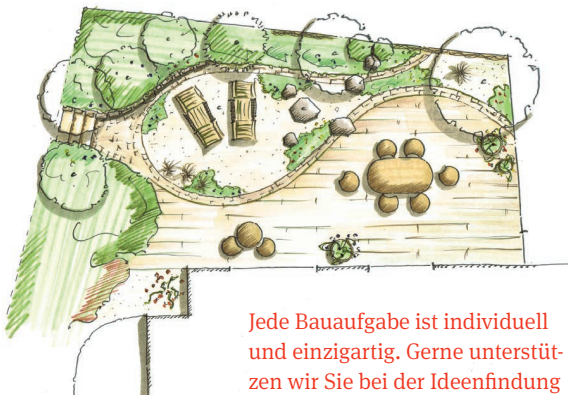 Jede Bauaufgabe ist individuell
und einzigartig. Gerne unterstüt-
zen wir Sie bei der Ideenfindung